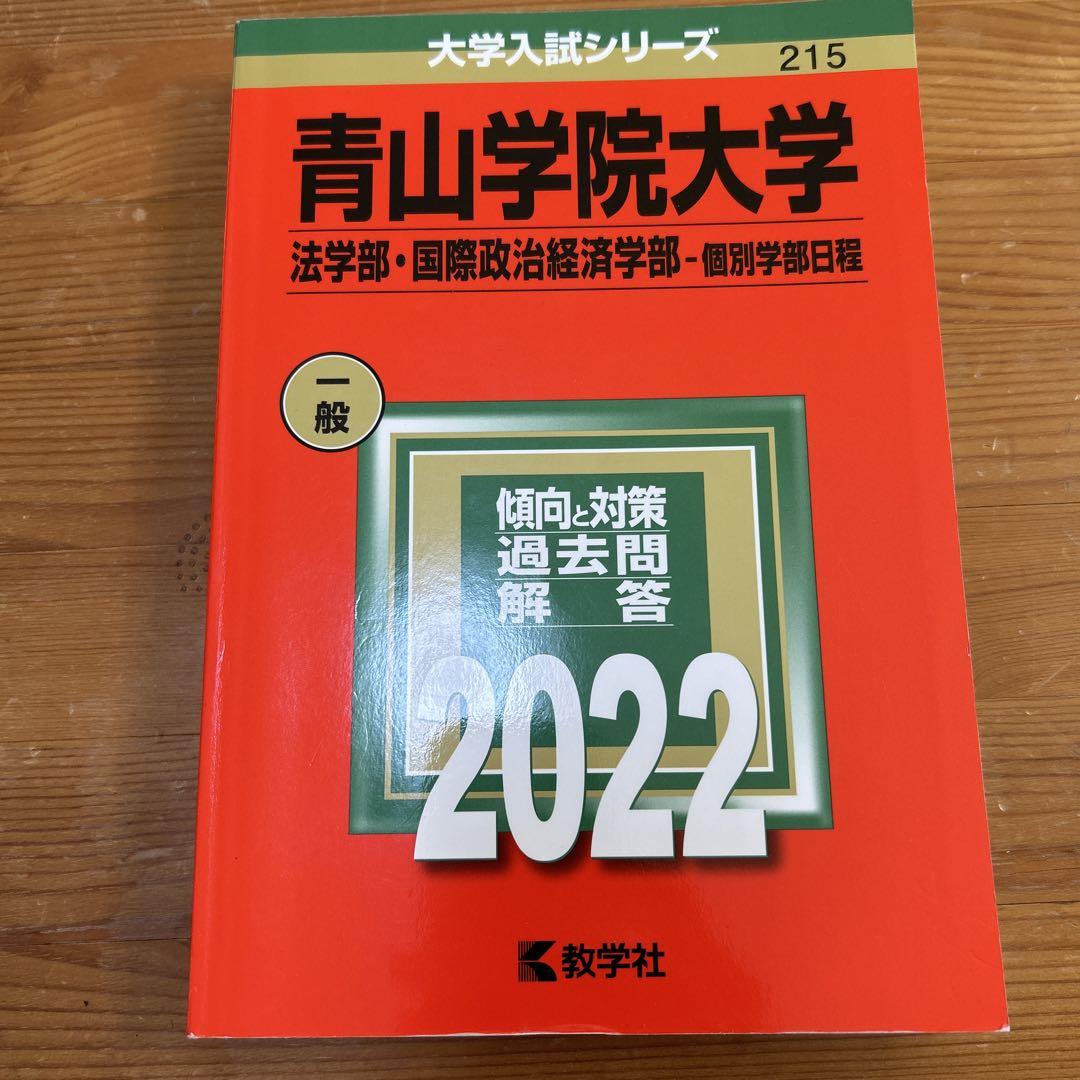 大学入試シリーズ
215
青山学院大学
法学部・国際政治経済学部-個別学部日程
一般
傾向と対策
過去問
解答
2022
教学社